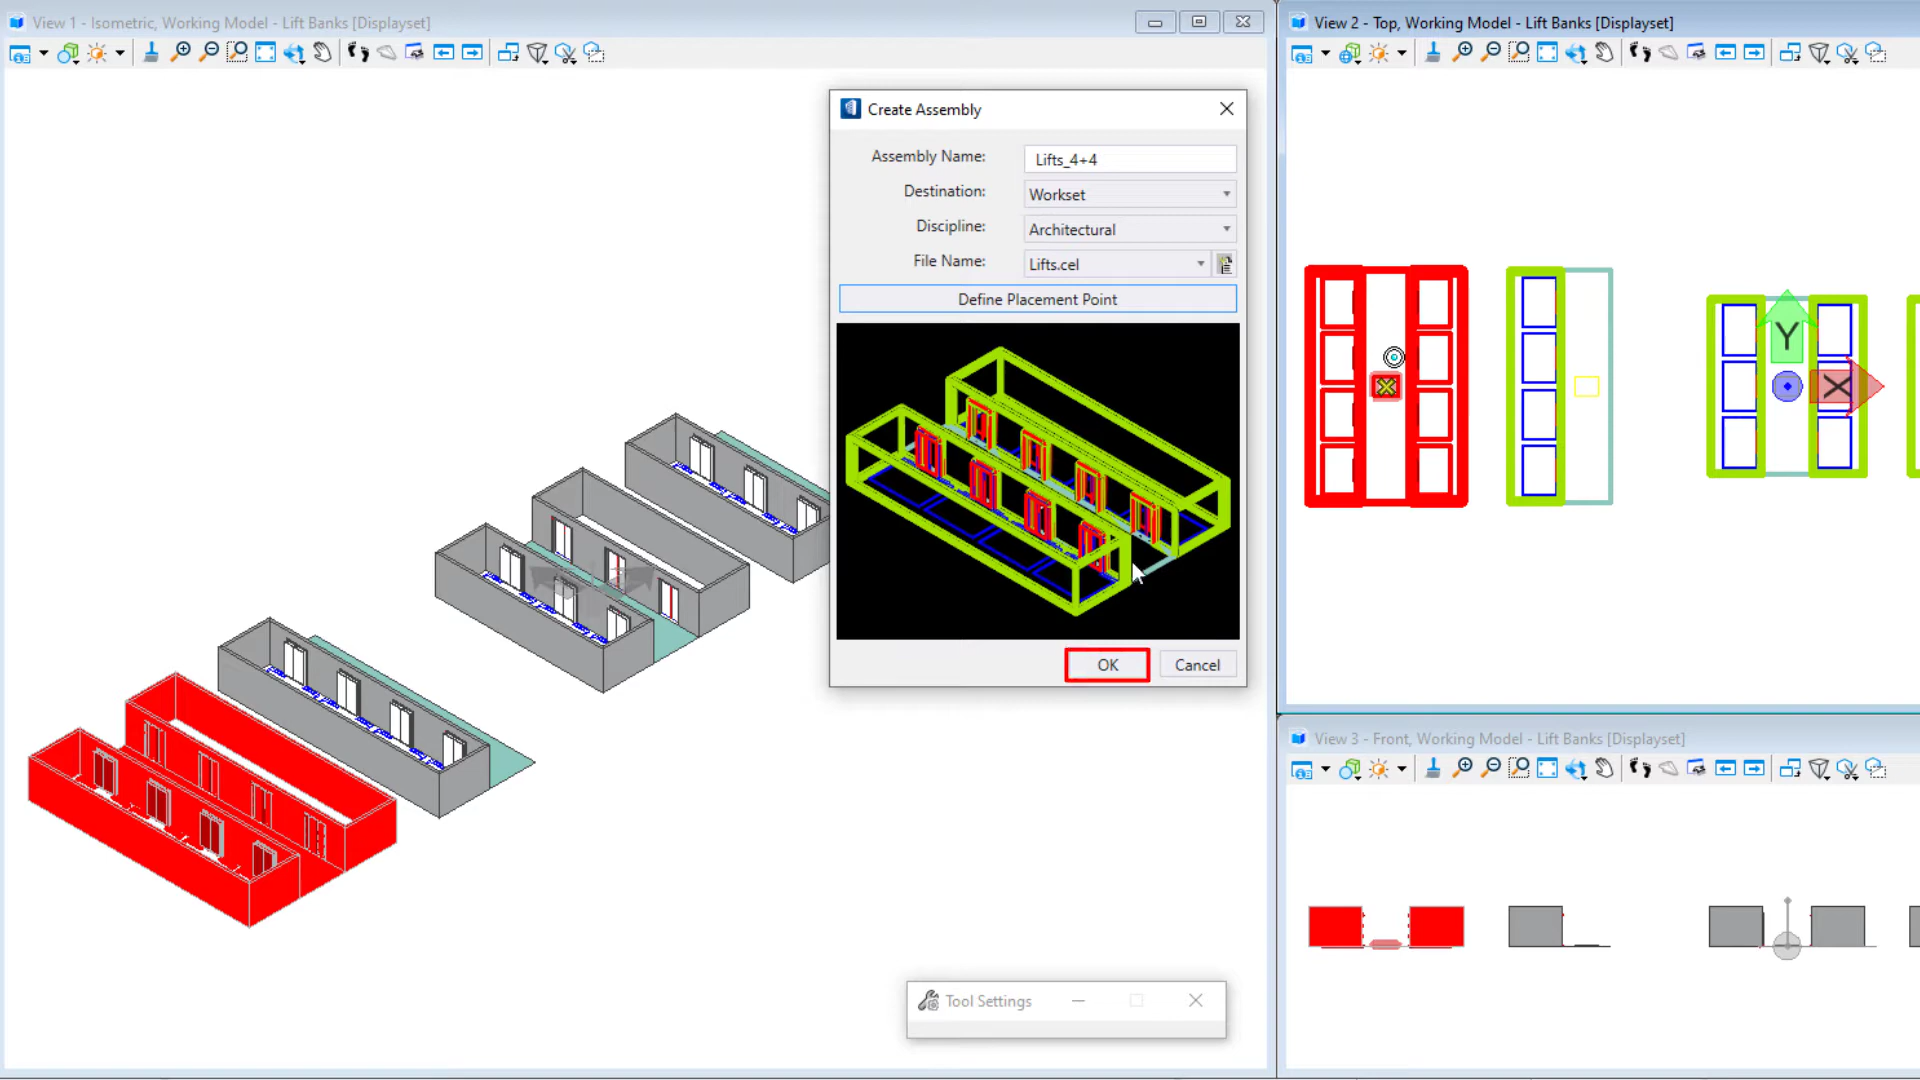 View 1 - Isometric, Working Model - Lift Banks [Displayset]
View 2 - Top, Working Model - Lift Banks [Displayset]
Create Assembly
Assembly Name:
Lifts_4+4
Destination:
Workset
Discipline:
Architectural
File Name:
Lifts.cel
Define Placement Point
OK
Cancel
Y
X
View 3 - Front, Working Model - Lift Banks [Displayset]
Tool Settings